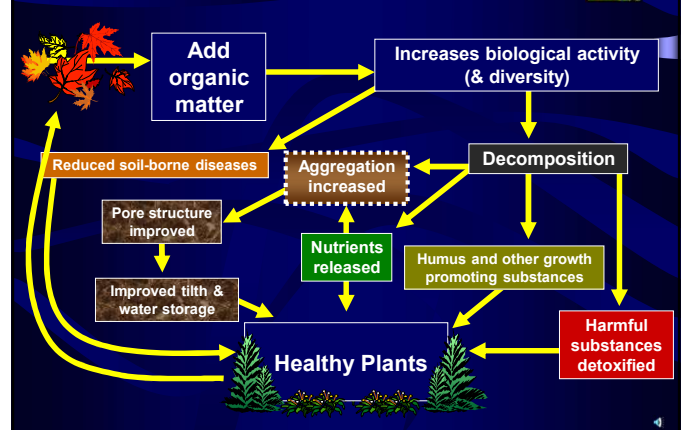 Add
organic
matter
Increases biological activity
(& diversity)
Reduced soil-borne diseases
Aggregation
increased
Decomposition
Pore structure
improved
Nutrients
released
Humus and other growth
promoting substances
Improved tilth &
water storage
Harmful
substances
detoxified
Healthy Plants